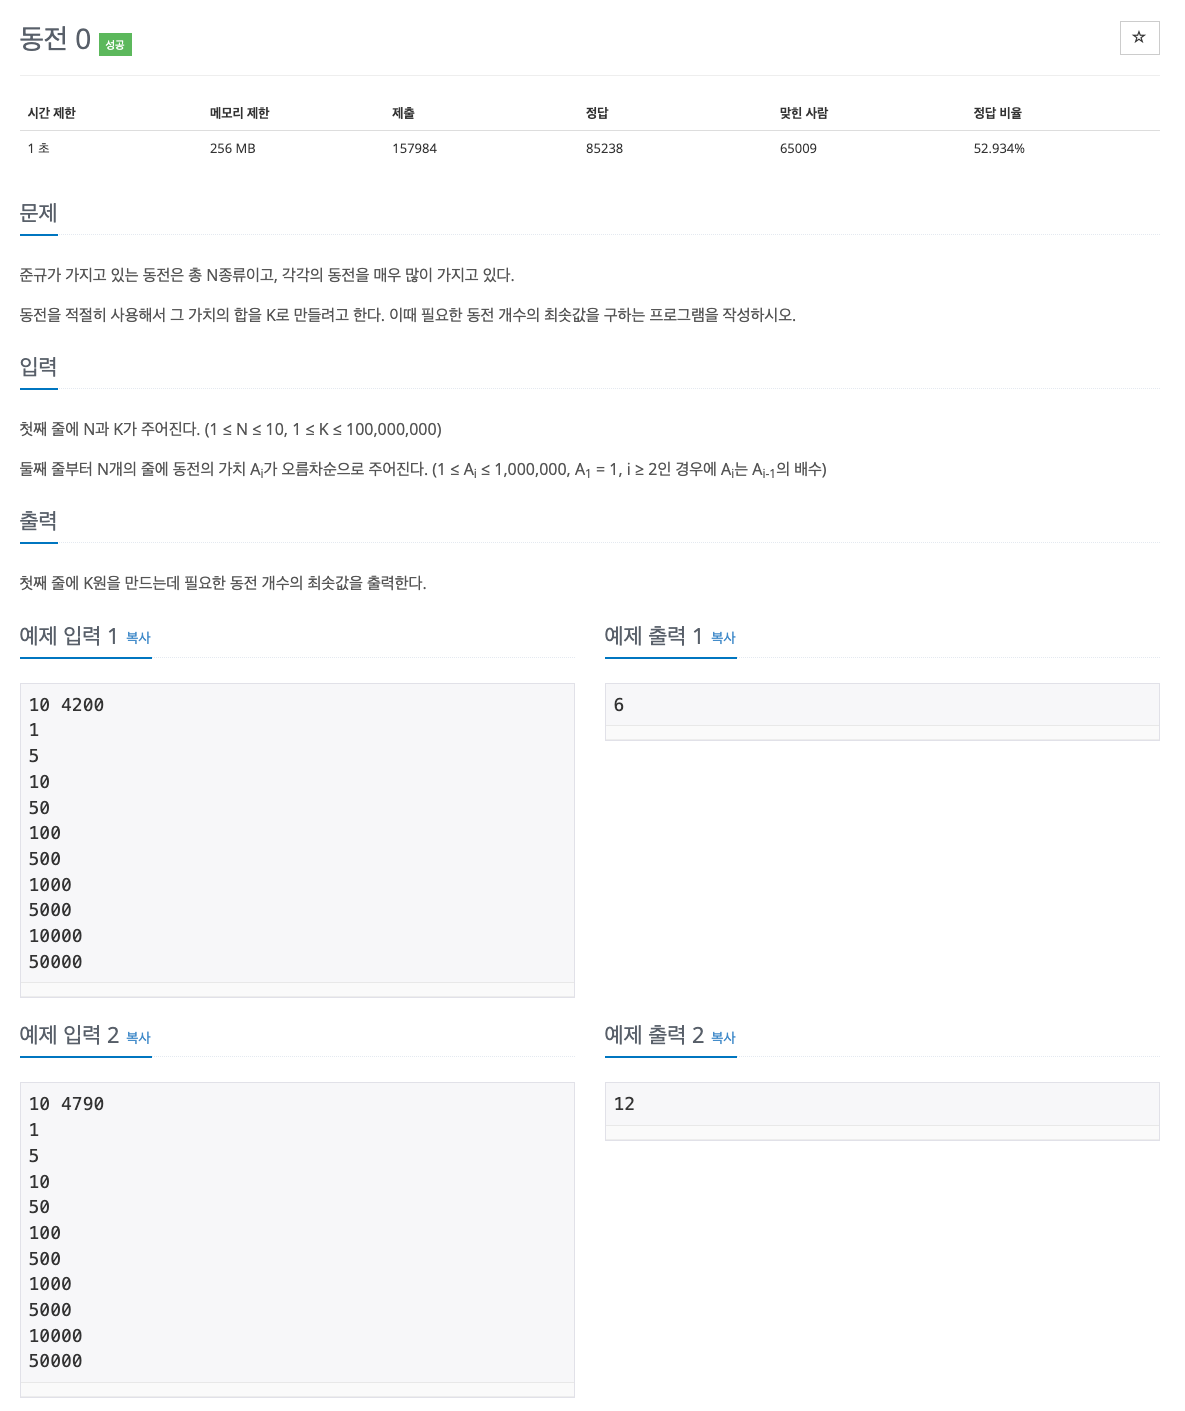 동전 0 성공
☆
시간 제한 메모리 제한 제출 정답 맞힌 사람 정답 비율
1 초 256 MB 157984 85238 65009 52.934%
문제
준규가 가지고 있는 동전은 총 N종류이고, 각각의 동전을 매우 많이 가지고 있다.
동전을 적절히 사용해서 그 가치의 합을 K로 만들려고 한다. 이때 필요한 동전 개수의 최솟값을 구하는 프로그램을 작성하시오.
입력
첫째 줄에 N과 K가 주어진다. (1 ≤ N ≤ 10, 1 ≤ K ≤ 100,000,000)
둘째 줄부터 N개의 줄에 동전의 가치 Ai가 오름차순으로 주어진다. (1 ≤ Ai ≤ 1,000,000, A1 = 1, i ≥ 2인 경우에 Ai는 Ai-1의 배수)
출력
첫째 줄에 K원을 만드는데 필요한 동전 개수의 최솟값을 출력한다.
예제 입력 1 복사
10 4200
1
5
10
50
100
500
1000
5000
10000
50000
예제 출력 1 복사
6
예제 입력 2 복사
10 4790
1
5
10
50
100
500
1000
5000
10000
50000
예제 출력 2 복사
12